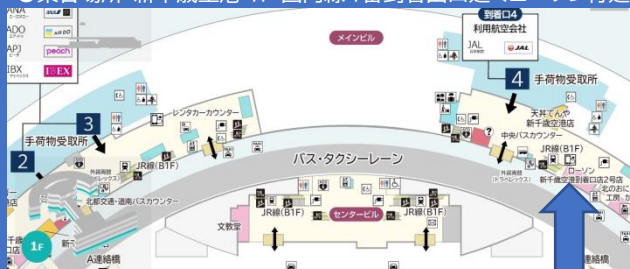 ANA
ADO
APJ
peach
IBX
IBEX
メインビル
到着口4
利用航空会社
JAL
JAL
手荷物受取所
4
天丼てんや
新千歳空港店
中央バスカウンター
JR線(B1F)
ローソン
新千歳空港到着口店2号店
レンタカーカウンター
3
手荷物受取所
2
JR線(B1F)
北都交通・道南バスカウンター
バス・タクシーレーン
JR線(B1F)
センタービル
JR線(B1F)
文教堂
1F
A連絡橋
連絡橋